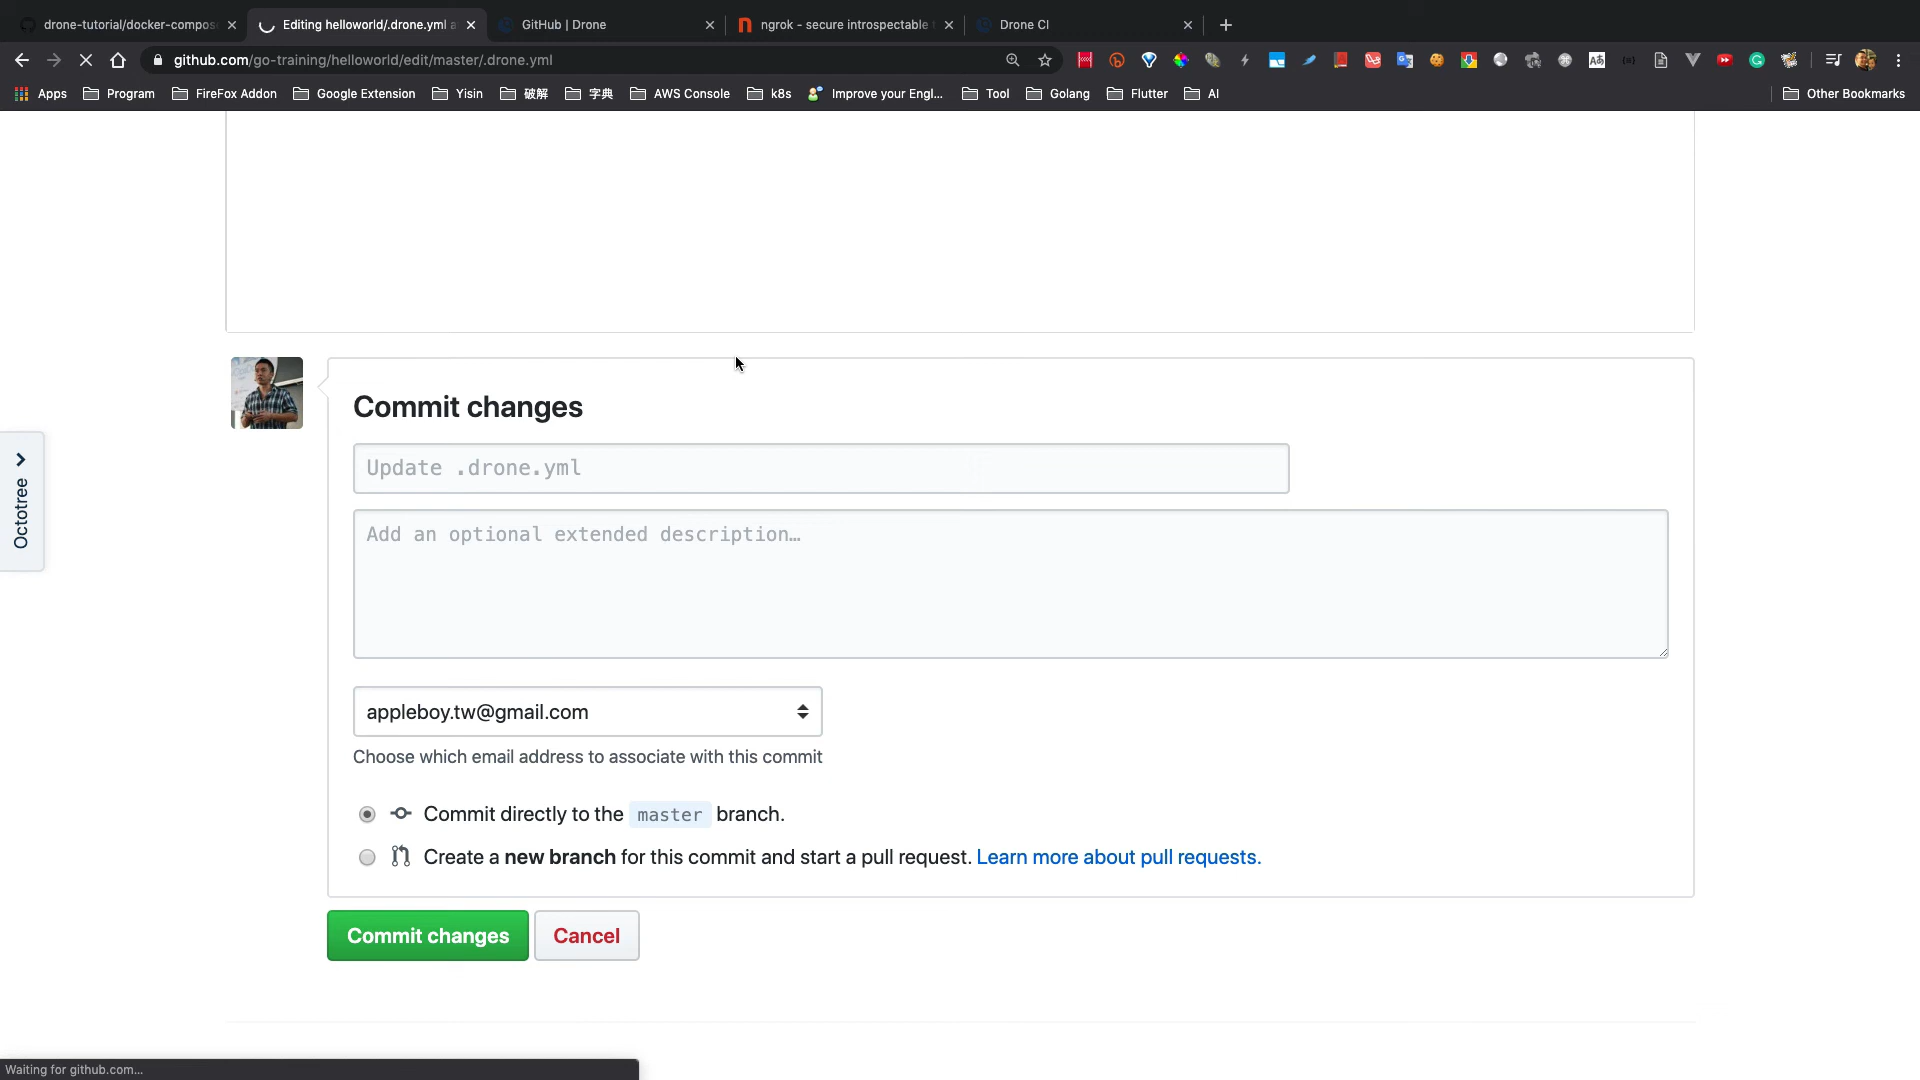 drone-tutorial/docker-compos
Editing helloworld/.drone.yml a
GitHub | Drone
ngrok - secure introspectable t
Drone CI
github.com/go-training/helloworld/edit/master/.drone.yml
Apps
Program
FireFox Addon
Google Extension
Yisin
破解
字典
AWS Console
k8s
Improve your Engl...
Tool
Golang
Flutter
AI
Other Bookmarks
Octotree
Commit changes
Update .drone.yml
Add an optional extended description…
appleboy.tw@gmail.com
Choose which email address to associate with this commit
Commit directly to the master branch.
Create a new branch for this commit and start a pull request. Learn more about pull requests.
Commit changes
Cancel
Waiting for github.com...